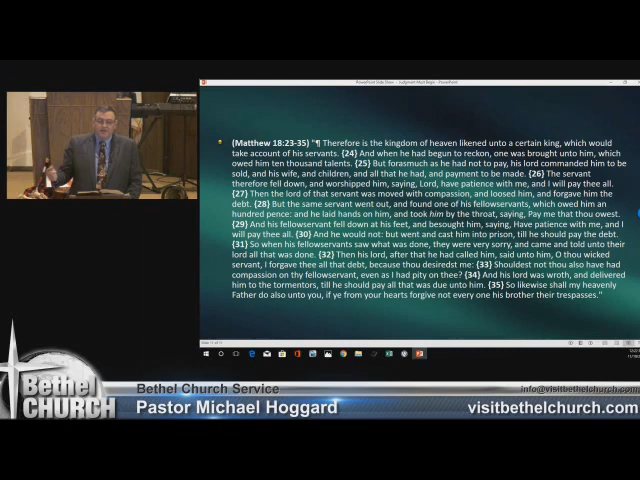 PowerPoint Slide Show - Judgment Must Begin - PowerPoint
(Matthew 18:23-35) "¶ Therefore is the kingdom of heaven likened unto a certain king, which would
take account of his servants. {24} And when he had begun to reckon, one was brought unto him, which
owed him ten thousand talents. {25} But forasmuch as he had not to pay, his lord commanded him to be
sold, and his wife, and children, and all that he had, and payment to be made. {26} The servant
therefore fell down, and worshipped him, saying, Lord, have patience with me, and I will pay thee all.
{27} Then the lord of that servant was moved with compassion, and loosed him, and forgave him the
debt. {28} But the same servant went out, and found one of his fellowservants, which owed him an
hundred pence: and he laid hands on him, and took him by the throat, saying, Pay me that thou owest.
{29} And his fellowservant fell down at his feet, and besought him, saying, Have patience with me, and I
will pay thee all. {30} And he would not: but went and cast him into prison, till he should pay the debt.
{31} So when his fellowservants saw what was done, they were very sorry, and came and told unto their
lord all that was done. {32} Then his lord, after that he had called him, said unto him, O thou wicked
servant, I forgave thee all that debt, because thou desiredst me: {33} Shouldest not thou also have had
compassion on thy fellowservant, even as I had pity on thee? {34} And his lord was wroth, and delivered
him to the tormentors, till he should pay all that was due unto him. {35} So likewise shall my heavenly
Father do also unto you, if ye from your hearts forgive not every one his brother their trespasses."
Bethel
CHURCH
Bethel Church Service
info@visitbethelchurch.com
Pastor Michael Hoggard
visitbethelchurch.com